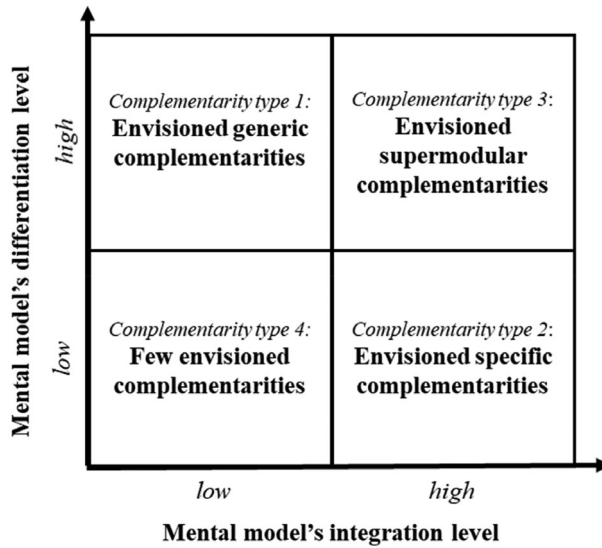 Mental model's differentiation level
high
low
Complementarity type 1:
Envisioned generic
complementarities
Complementarity type 3:
Envisioned
supermodular
complementarities
Complementarity type 4:
Few envisioned
complementarities
Complementarity type 2:
Envisioned specific
complementarities
low
high
Mental model's integration level